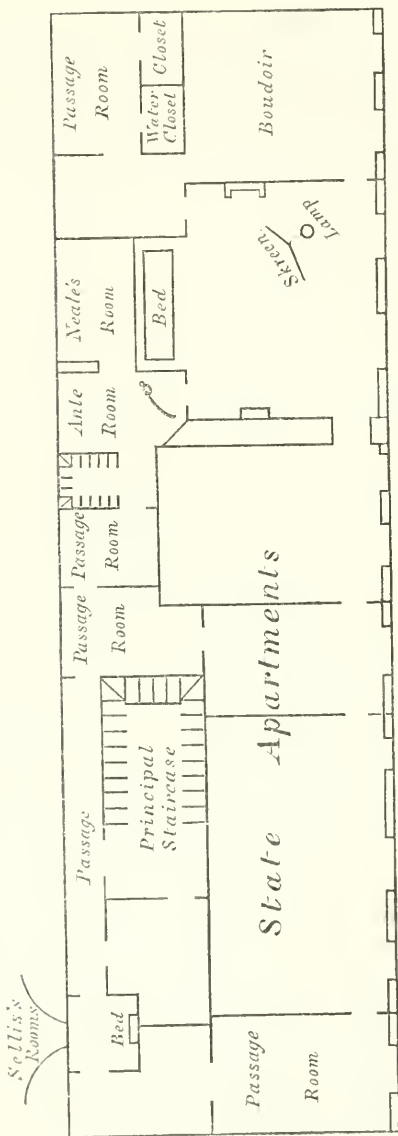 Sellis's
Rooms
Passage
Passage
Room
Passage
Room
Ante
Room
Neale's
Room
Passage
Room
Bed
Principal
Staircase
Bed
Water
Closet
Closet
Passage
Room
State Apartments
Skreen.
Lamp
Boudoir